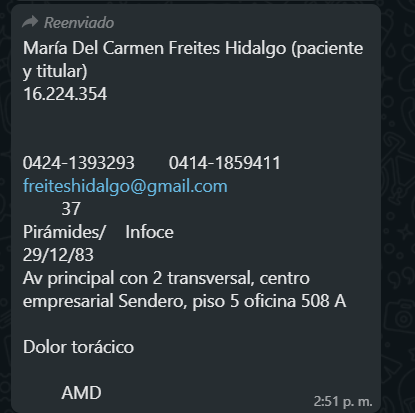 Reenviado
María Del Carmen Freites Hidalgo (paciente
y titular)
16.224.354
0424-1393293 0414-1859411
freiteshidalgo@gmail.com
37
Pirámides/ Infoce
29/12/83
Av principal con 2 transversal, centro
empresarial Sendero, piso 5 oficina 508 A
Dolor torácico
AMD
2:51 p. m.